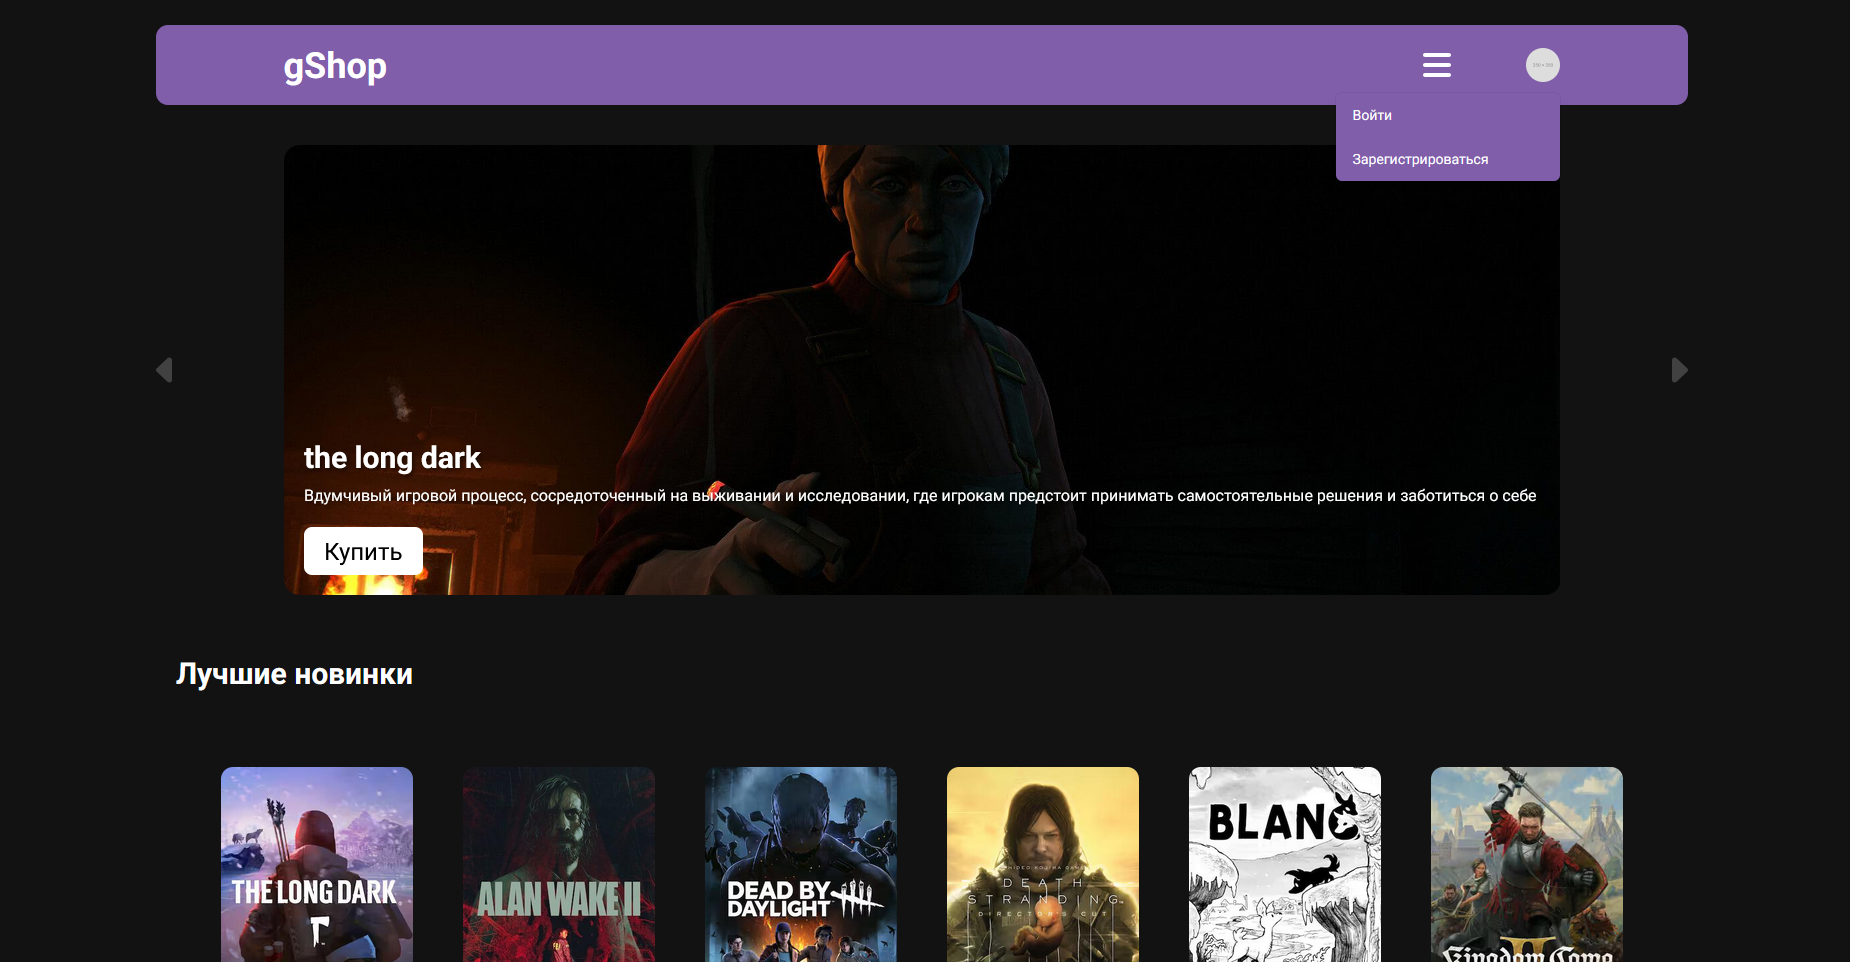 gShop
Войти
Зарегистрироваться
the long dark
Вдумчивый игровой процесс, сосредоточенный на выживании и исследовании, где игрокам предстоит принимать самостоятельные решения и заботиться о себе
Купить
Лучшие новинки
THE LONG DARK
ALAN WAKE II
DEAD BY
DAYLIGHT
DEATH
STRANDING
DIRECTOR'S CUT
BLANC
Kingdom Come
II